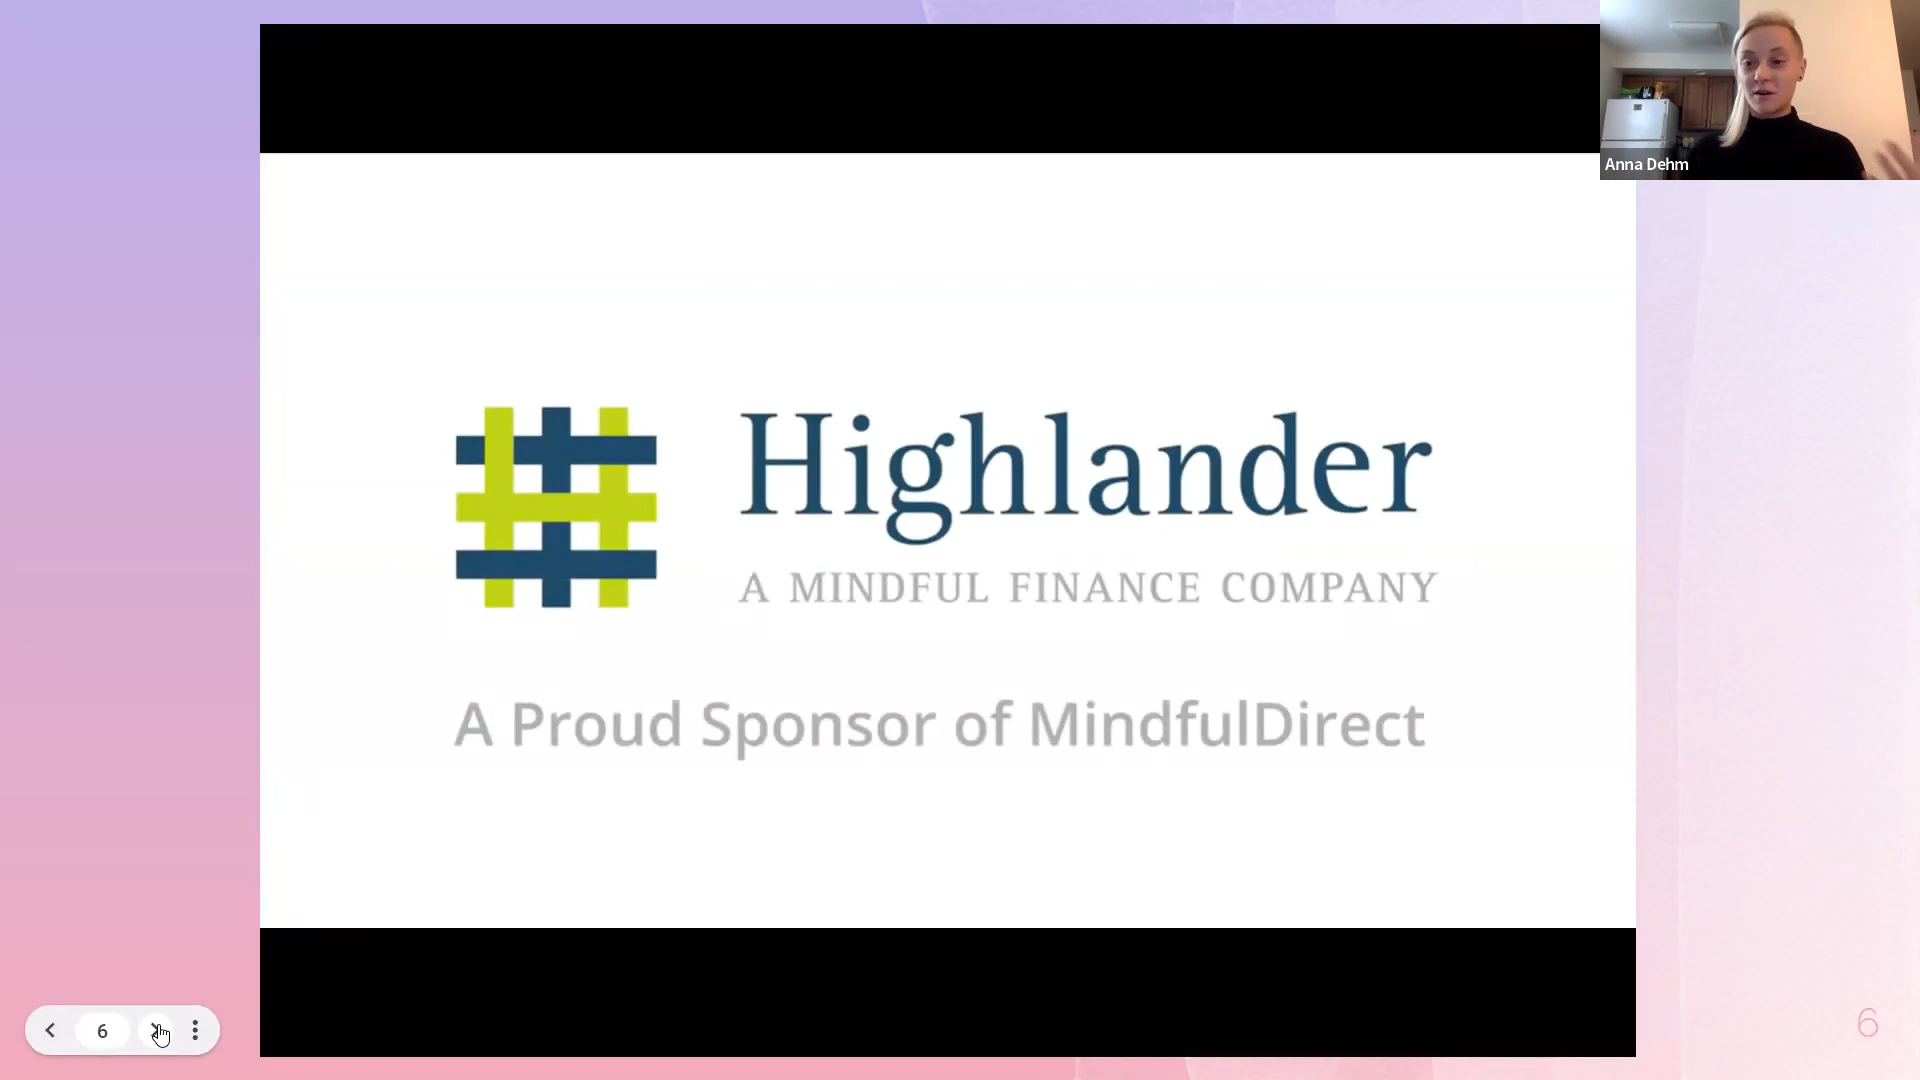 Anna Dehm
Highlander
A MINDFUL FINANCE COMPANY
A Proud Sponsor of MindfulDirect
6
6